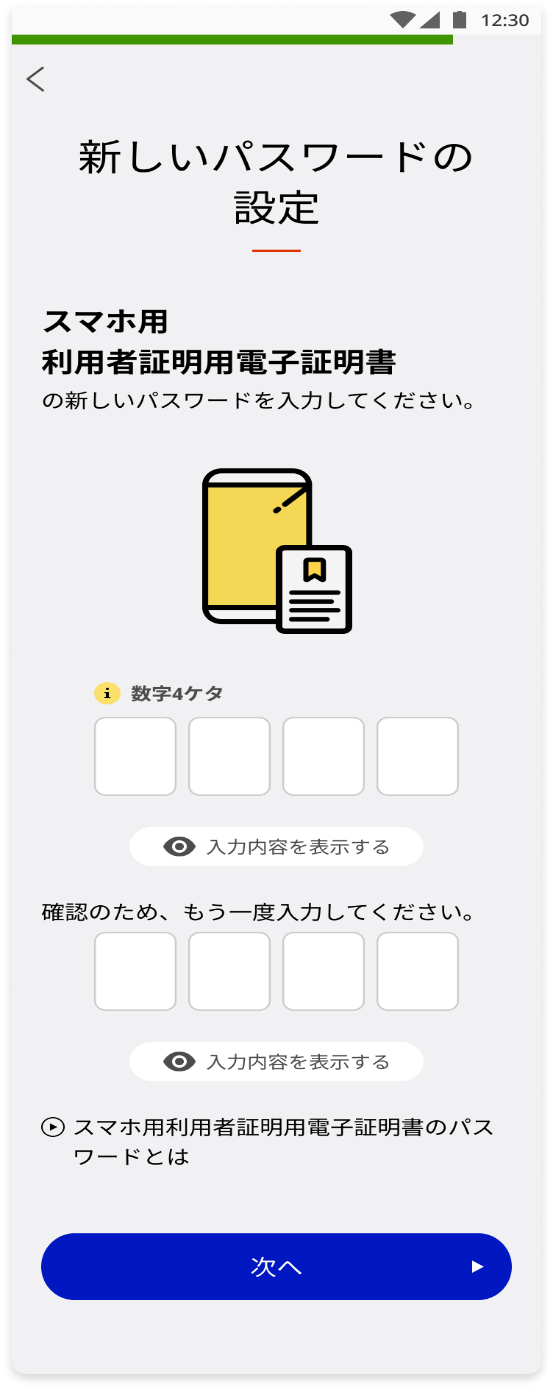 12:30
新しいパスワードの
設定
スマホ用
利用者証明用電子証明書
の新しいパスワードを入力してください。
i 数字4ケタ
入力内容を表示する
確認のため、もう一度入力してください。
入力内容を表示する
スマホ用利用者証明用電子証明書のパス
ワードとは
次へ